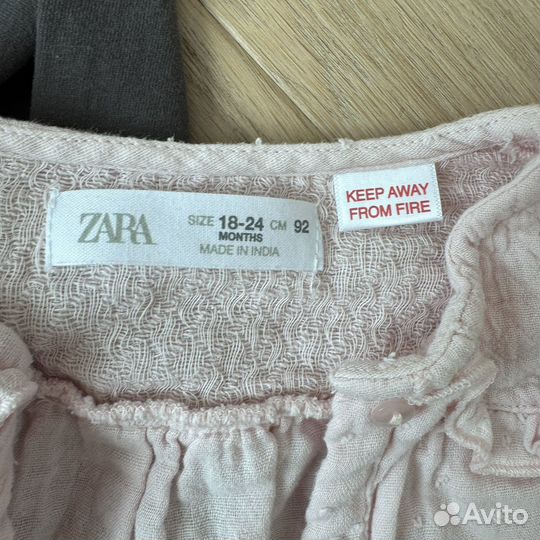 ZARA
SIZE 18-24 CM 92
MONTHS
MADE IN INDIA
KEEP AWAY
FROM FIRE
Avito